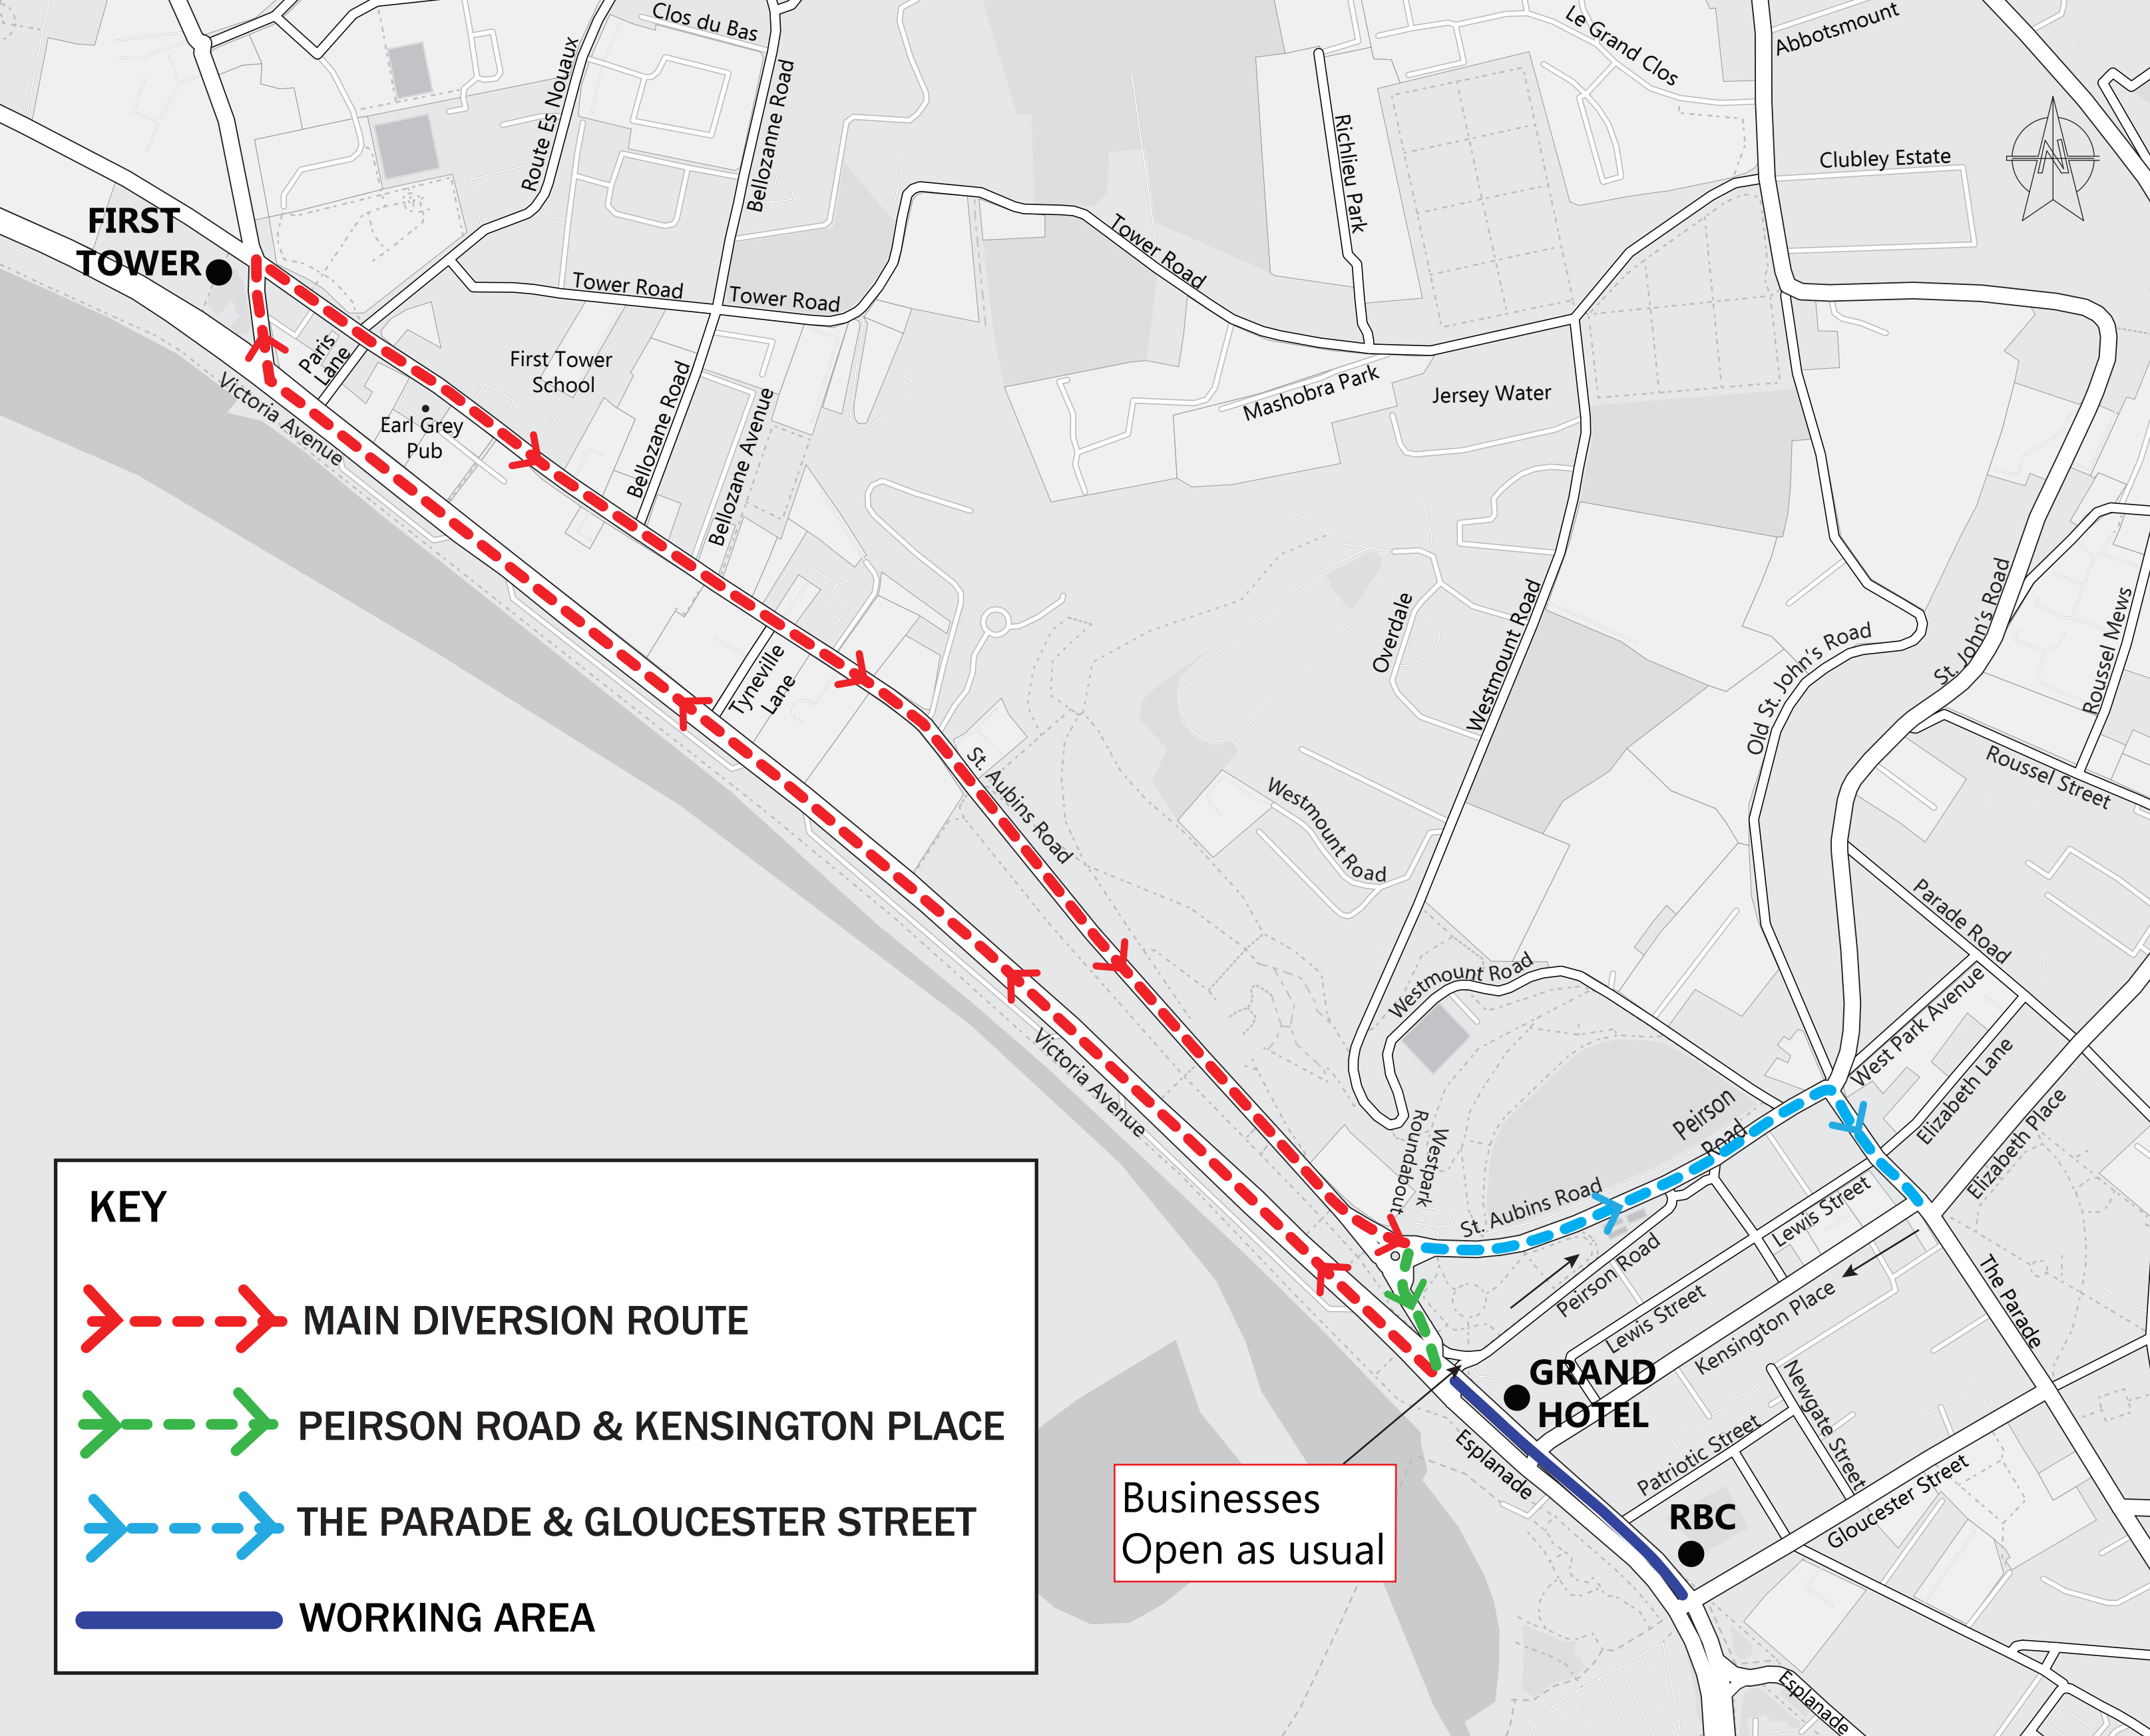 Clos du Bas
Le Grand Clos
Abbotsmount
Route Es Nouaux
Bellozanne Road
Richlieu Park
Clubley Estate
N
FIRST
TOWER
Tower Road
Tower Road
Tower Road
Paris
Lane
First Tower
School
Victoria Avenue
Earl Grey
Pub
Bellozane Road
Bellozane Avenue
Mashobra Park
Jersey Water
Tyneville
Lane
Overdale
Westmount Road
Old St. John's Road
St. John's Road
Roussel Mews
Roussel Street
St. Aubins Road
Westmount Road
Parade Road
Westmount Road
West Park Avenue
Elizabeth Lane
Elizabeth Place
Victoria Avenue
Westpark
Roundabout
Peirson
Road
St. Aubins Road
Lewis Street
Peirson Road
Lewis Street
Kensington Place
The Parade
GRAND
HOTEL
Newgate Street
Patriotic Street
Esplanade
Gloucester Street
RBC
Esplanade
Businesses
Open as usual
KEY
MAIN DIVERSION ROUTE
PEIRSON ROAD & KENSINGTON PLACE
THE PARADE & GLOUCESTER STREET
WORKING AREA